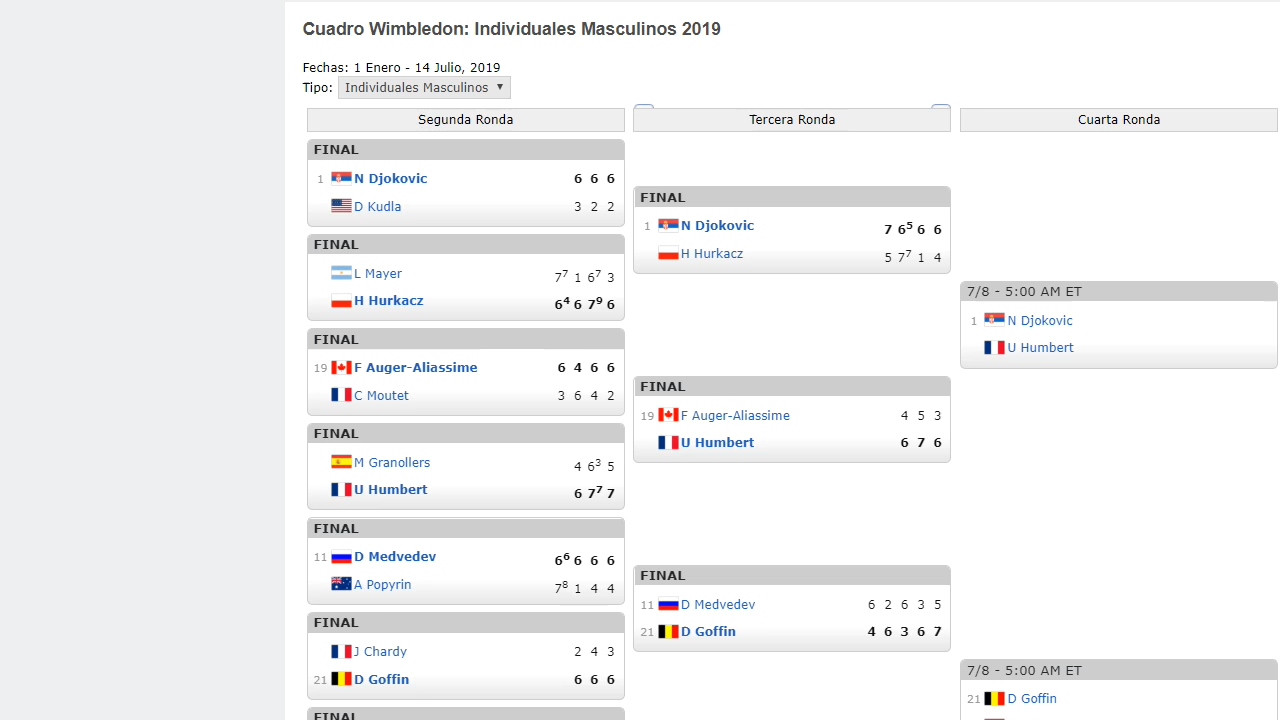 Cuadro Wimbledon: Individuales Masculinos 2019
Fechas: 1 Enero - 14 Julio, 2019
Tipo: Individuales Masculinos ▼
Segunda Ronda
FINAL
1 N Djokovic 6 6 6
D Kudla 3 2 2
FINAL
L Mayer 7⁷ 1 6⁷ 3
H Hurkacz 6⁴ 6 7⁹ 6
FINAL
19 F Auger-Aliassime 6 4 6 6
C Moutet 3 6 4 2
FINAL
M Granollers 4 6³ 5
U Humbert 6 7⁷ 7
FINAL
11 D Medvedev 6⁶ 6 6 6
A Popyrin 7⁸ 1 4 4
FINAL
J Chardy 2 4 3
21 D Goffin 6 6 6
FINAL
Tercera Ronda
FINAL
1 N Djokovic 7 6⁵ 6 6
H Hurkacz 5 7⁷ 1 4
FINAL
19 F Auger-Aliassime 4 5 3
U Humbert 6 7 6
FINAL
11 D Medvedev 6 2 6 3 5
21 D Goffin 4 6 3 6 7
Cuarta Ronda
7/8 - 5:00 AM ET
1 N Djokovic
U Humbert
7/8 - 5:00 AM ET
21 D Goffin